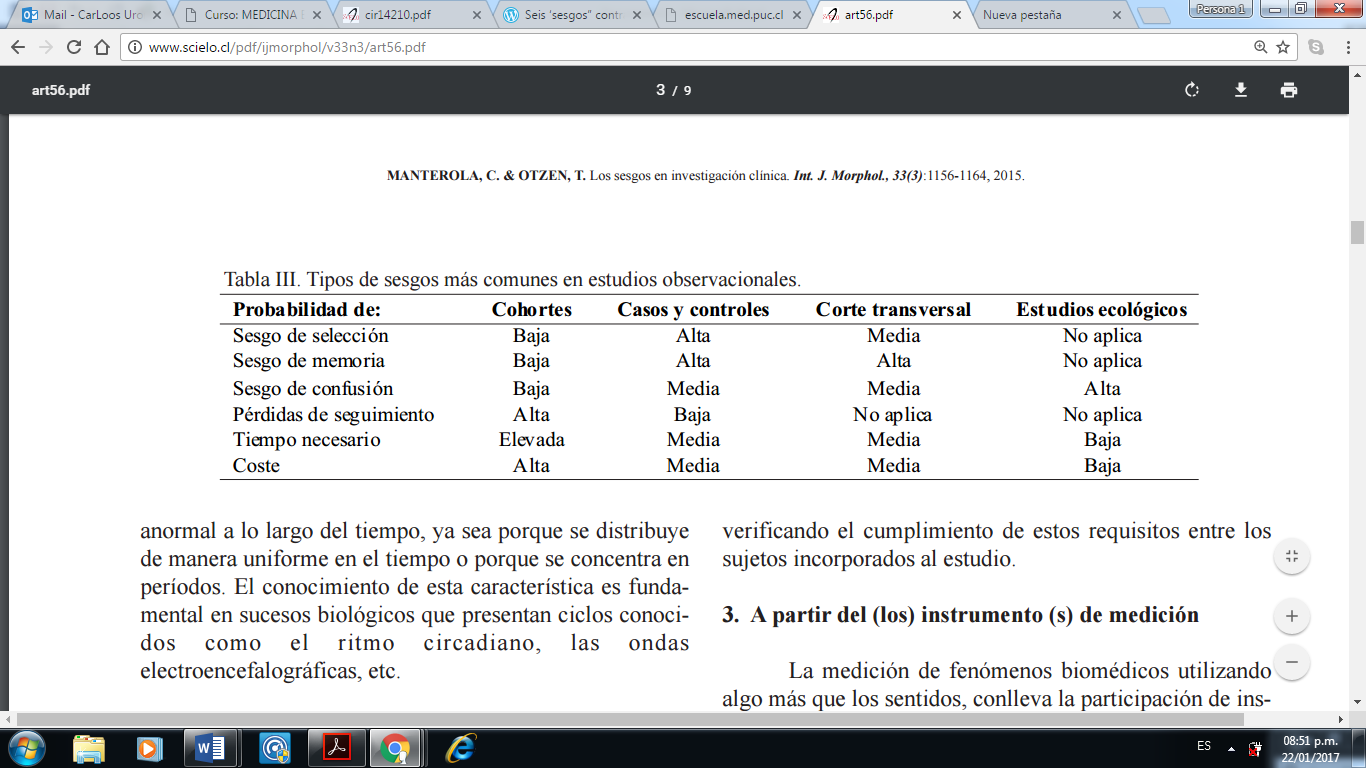 Mail - CarLoos Uro
Curso: MEDICINA
cir14210.pdf
Seis 'sesgos" cont
escuela.med.puc.cl
art56.pdf
Nueva pestaña
Persona 1
www.scielo.cl/pdf/ijmorphol/v33n3/art56.pdf
art56.pdf
3 / 9
MANTEROLA, C. & OTZEN, T. Los sesgos en investigación clínica. Int. J. Morphol., 33(3):1156-1164, 2015.
Tabla III. Tipos de sesgos más comunes en estudios observacionales.
Probabilidad de: Cohortes Casos y controles Corte transversal Estudios ecológicos
Sesgo de selección Baja Alta Media No aplica
Sesgo de memoria Baja Alta Alta No aplica
Sesgo de confusión Baja Media Media Alta
Pérdidas de seguimiento Alta Baja No aplica No aplica
Tiempo necesario Elevada Media Media Baja
Coste Alta Media Media Baja
anormal a lo largo del tiempo, ya sea porque se distribuye
de manera uniforme en el tiempo o porque se concentra en
períodos. El conocimiento de esta característica es funda-
mental en sucesos biológicos que presentan ciclos conoci-
dos como el ritmo circadiano, las ondas
electroencefalográficas, etc.
verificando el cumplimiento de estos requisitos entre los
sujetos incorporados al estudio.
3. A partir del (los) instrumento (s) de medición
La medición de fenómenos biomédicos utilizando
algo más que los sentidos, conlleva la participación de ins-
ES
08:51 p.m.
22/01/2017